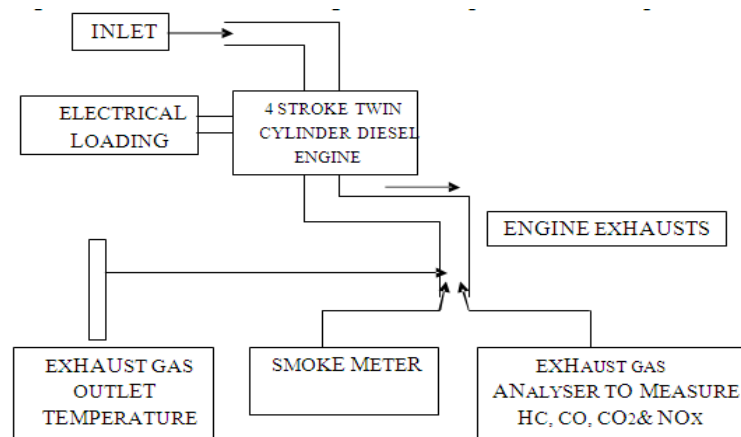 INLET
ELECTRICAL
LOADING
4 STROKE TWIN
CYLINDER DIESEL
ENGINE
ENGINE EXHAUSTS
EXHAUST GAS
OUTLET
TEMPERATURE
SMOKE METER
EXHAUST GAS
ANALYSER TO MEASURE
HC, CO, CO2& NOX